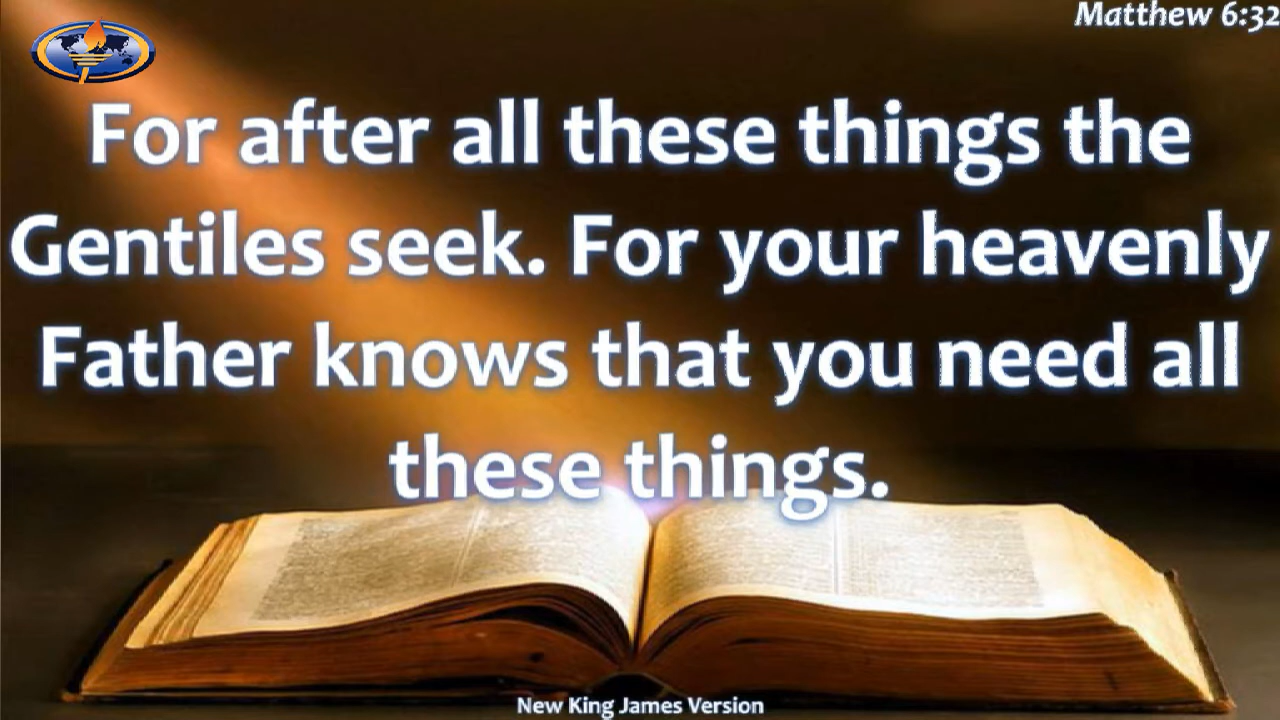 Matthew 6:32
For after all these things the
Gentiles seek. For your heavenly
Father knows that you need all
these things.
New King James Version